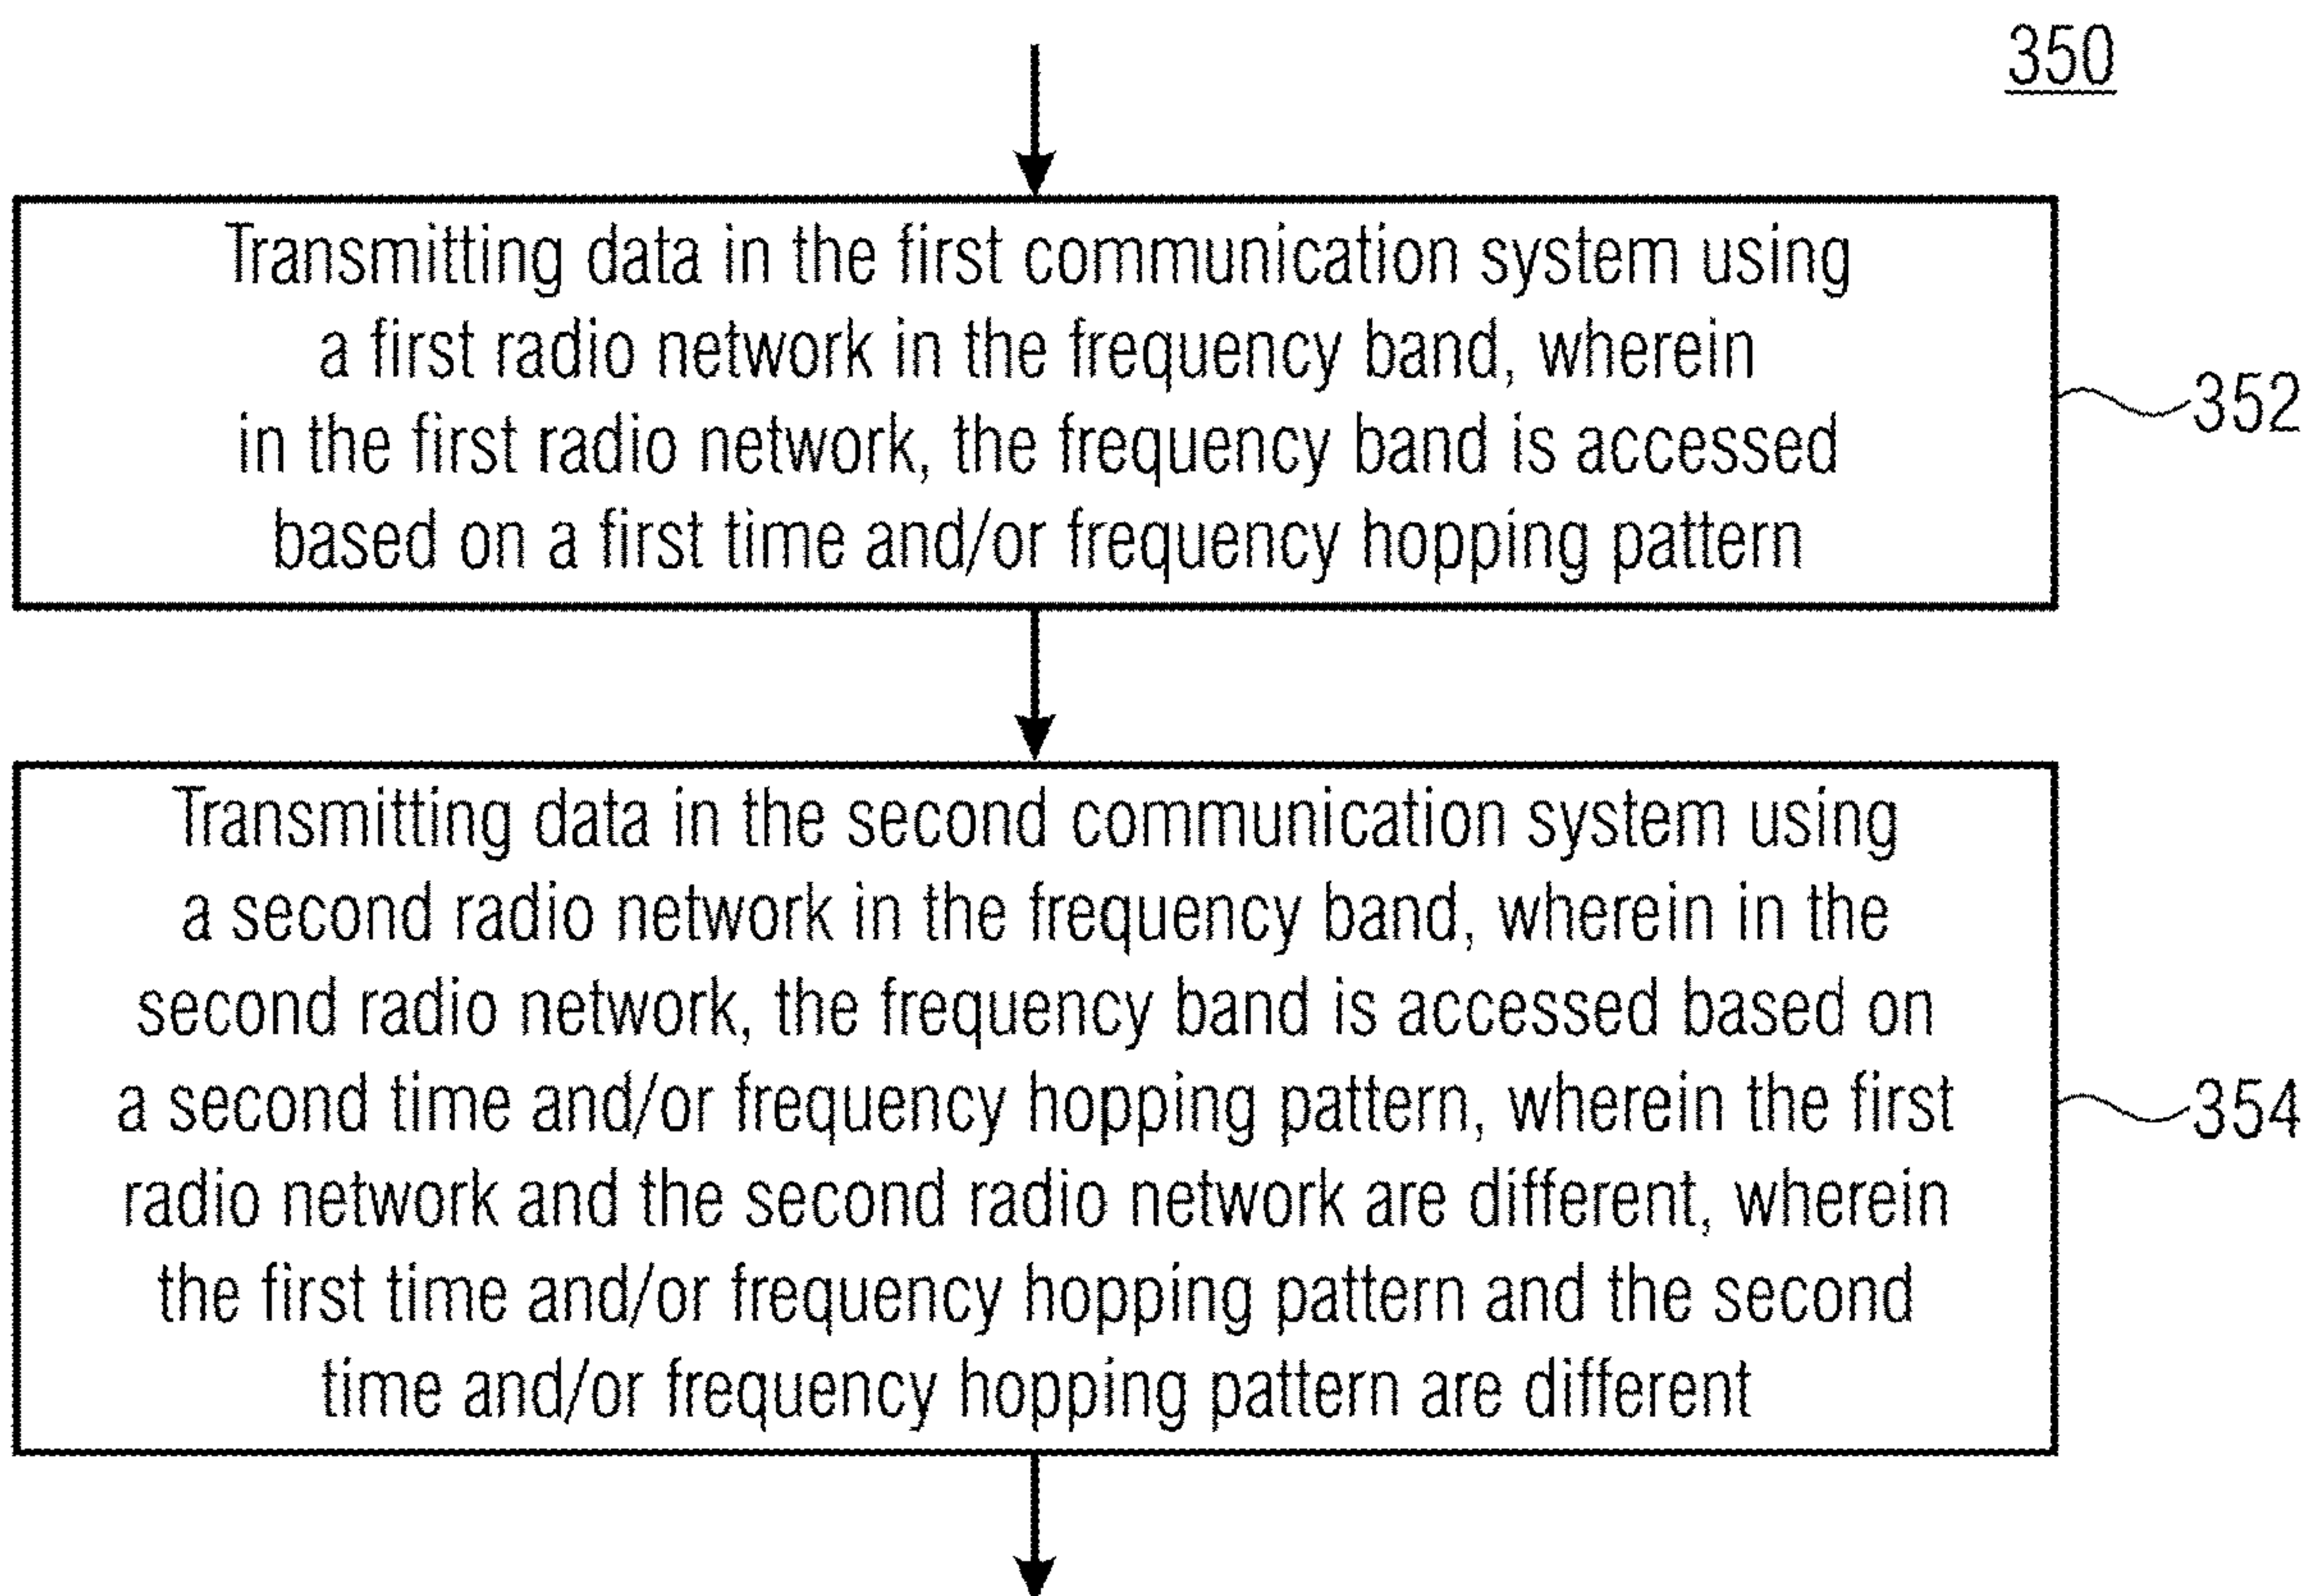 350
Transmitting data in the first communication system using
a first radio network in the frequency band, wherein
in the first radio network, the frequency band is accessed
based on a first time and/or frequency hopping pattern
352
Transmitting data in the second communication system using
a second radio network in the frequency band, wherein in the
second radio network, the frequency band is accessed based on
a second time and/or frequency hopping pattern, wherein the first
radio network and the second radio network are different, wherein
the first time and/or frequency hopping pattern and the second
time and/or frequency hopping pattern are different
354